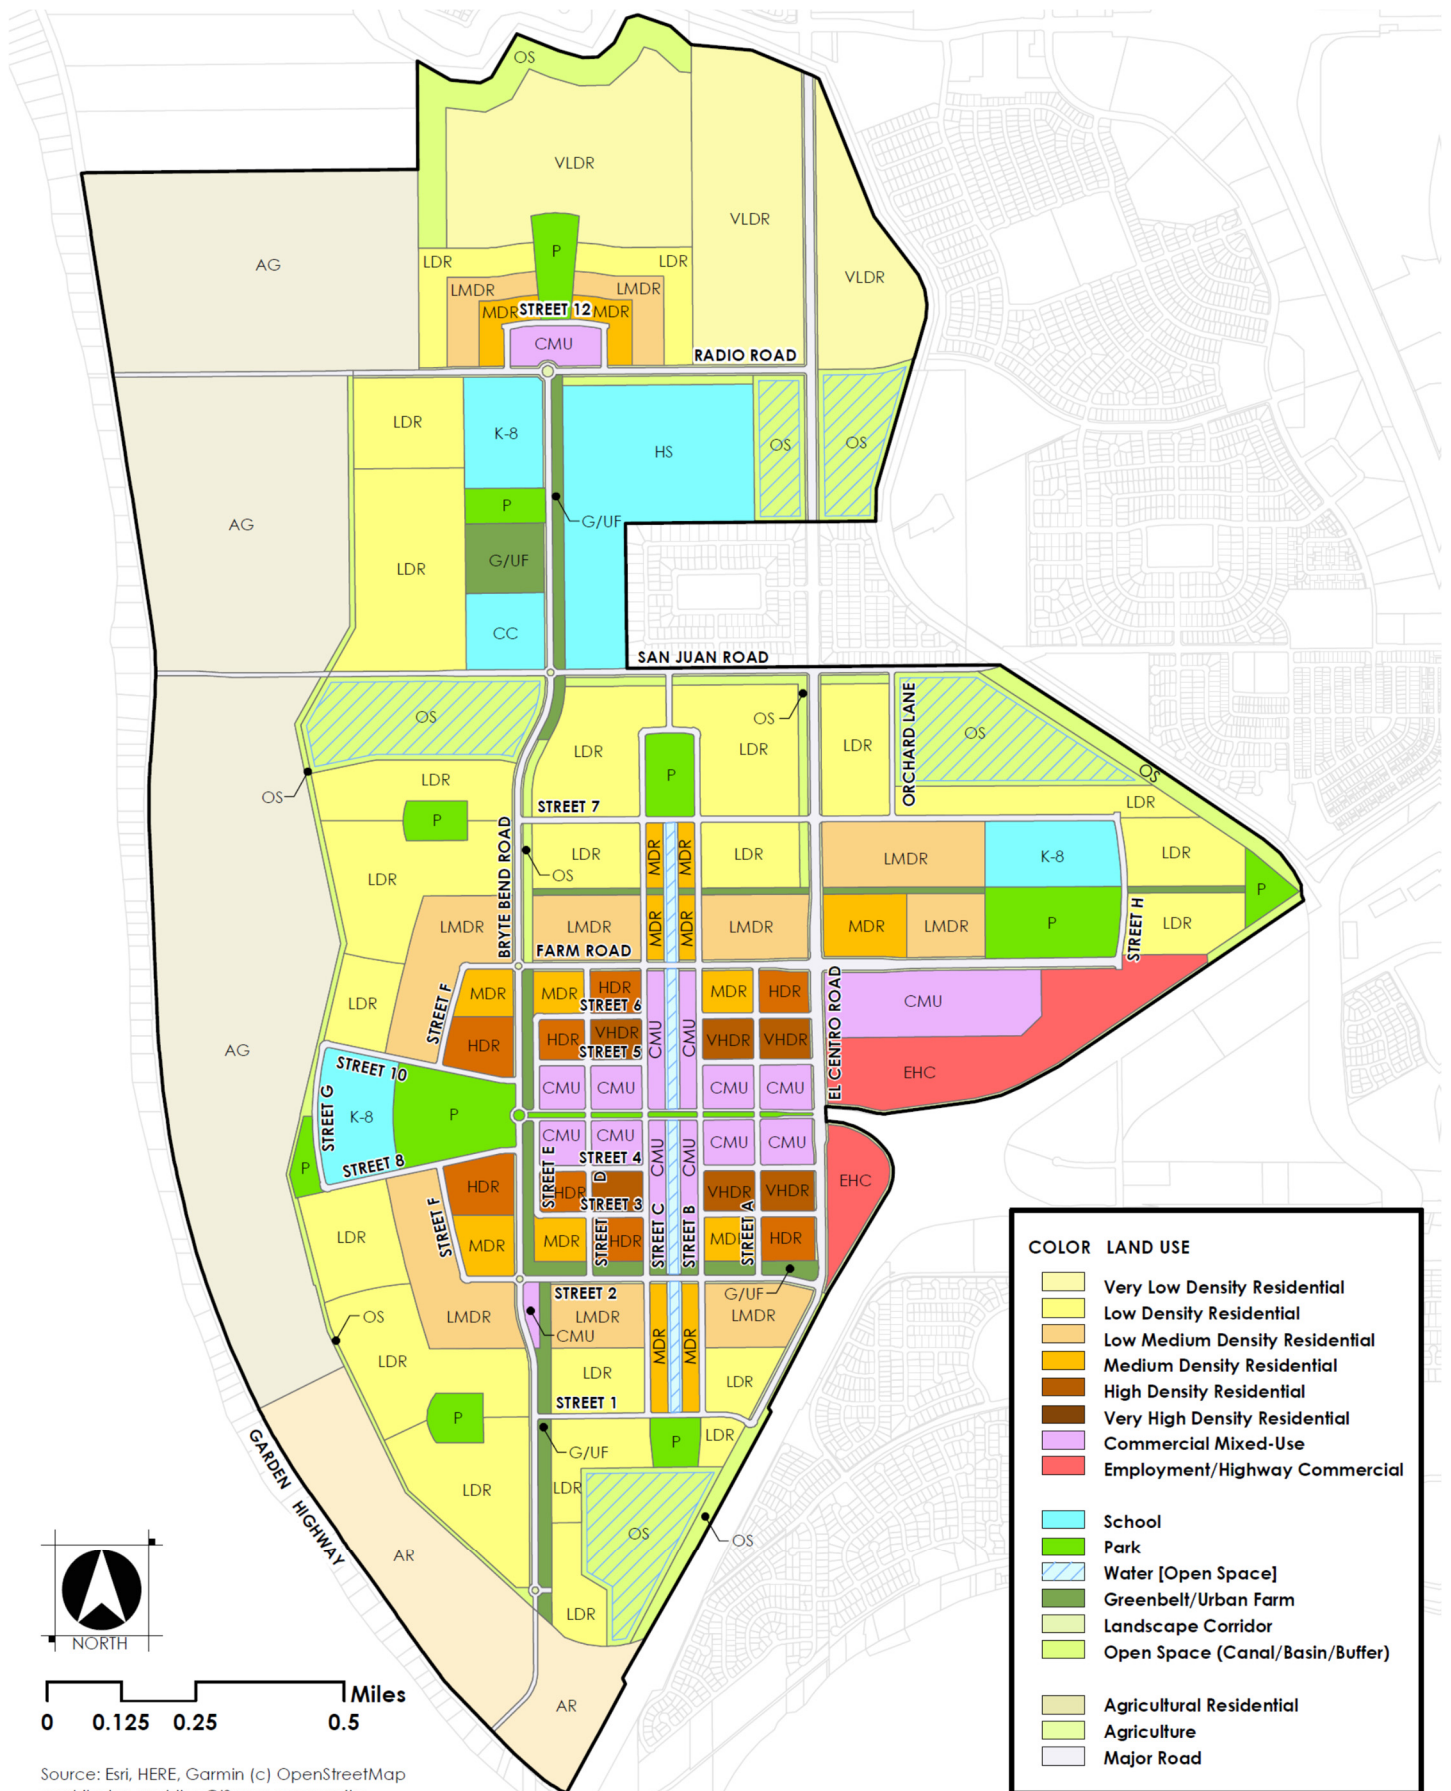 OS
VLDR
VLDR
VLDR
AG
P
LDR
LDR
LMDR
LMDR
MDR
STREET 12
MDR
CMU
RADIO ROAD
LDR
K-8
HS
OS
OS
P
G/UF
AG
G/UF
LDR
CC
SAN JUAN ROAD
OS
OS
LDR
LDR
P
LDR
LDR
ORCHARD LANE
OS
OS
LDR
OS
P
STREET 7
LDR
BRYTE BEND ROAD
LDR
OS
LDR
MDR
MDR
LDR
LMDR
K-8
LDR
P
LMDR
LMDR
MDR
MDR
LMDR
MDR
LMDR
P
STREET H
LDR
FARM ROAD
LDR
STREET F
MDR
MDR
HDR
STREET 6
MDR
HDR
EL CENTRO ROAD
CMU
AG
HDR
HDR
VHDR
STREET 5
CMU
CMU
VHDR
VHDR
STREET 10
EHC
CMU
CMU
CMU
CMU
STREET G
K-8
P
CMU
CMU
CMU
CMU
CMU
CMU
STREET 4
P
STREET 8
STREET E
D
EHC
HDR
HDR
STREET 3
VHDR
VHDR
STREET F
MDR
MDR
STREET
HDR
STREET C
STREET B
MD
STREET A
HDR
LDR
STREET 2
G/UF
OS
LMDR
CMU
LMDR
MDR
MDR
LMDR
LDR
LDR
LDR
STREET 1
P
G/UF
P
LDR
GARDEN HIGHWAY
LDR
LDR
OS
OS
AR
LDR
AR
COLOR LAND USE
Very Low Density Residential
Low Density Residential
Low Medium Density Residential
Medium Density Residential
High Density Residential
Very High Density Residential
Commercial Mixed-Use
Employment/Highway Commercial
School
Park
Water [Open Space]
Greenbelt/Urban Farm
Landscape Corridor
Open Space (Canal/Basin/Buffer)
Agricultural Residential
Agriculture
Major Road
NORTH
Miles
0 0.125 0.25 0.5
Source: Esri, HERE, Garmin (c) OpenStreetMap